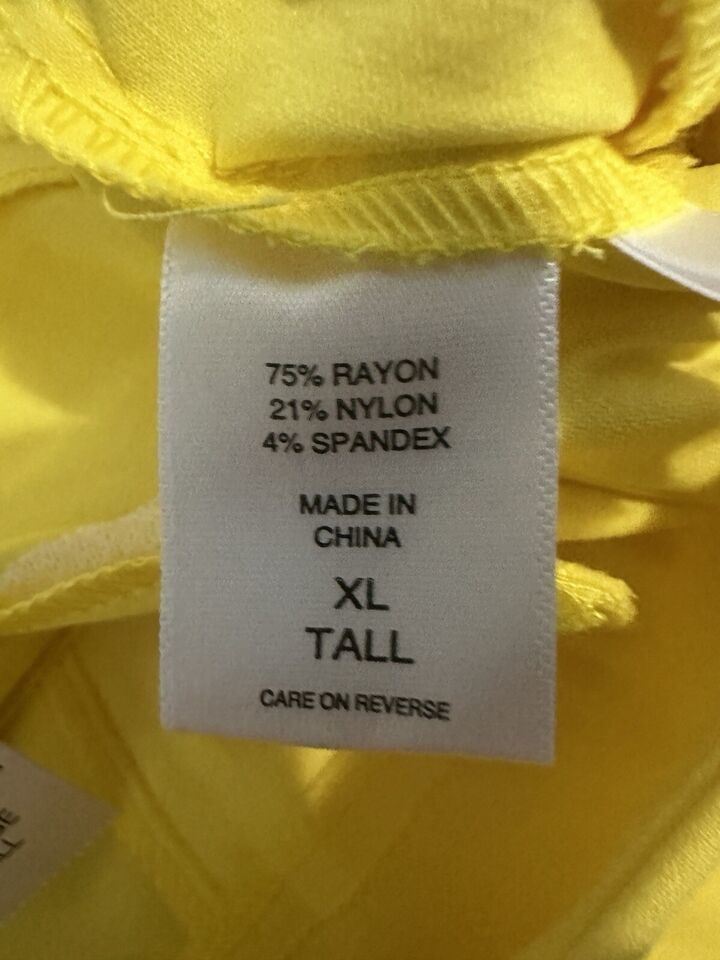 75% RAYON
21% NYLON
4% SPANDEX
MADE IN
CHINA
XL
TALL
CARE ON REVERSE